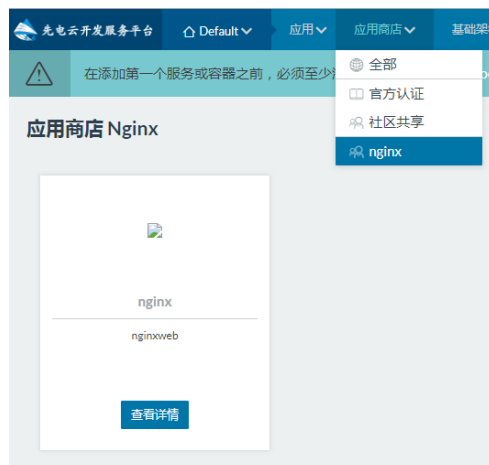 先电云开发服务平台 Default 应用 应用商店 基础架
在添加第一个服务或容器之前，必须至少
全部
官方认证
社区共享
nginx
应用商店 Nginx
nginx
nginxweb
查看详情